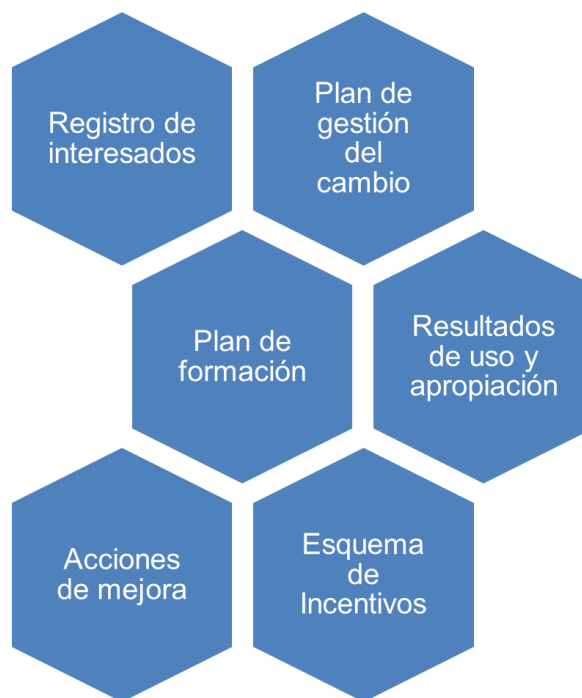 Registro de
interesados
Plan de
gestión
del
cambio
Plan de
formación
Resultados
de uso y
apropiación
Acciones
de mejora
Esquema
de
Incentivos